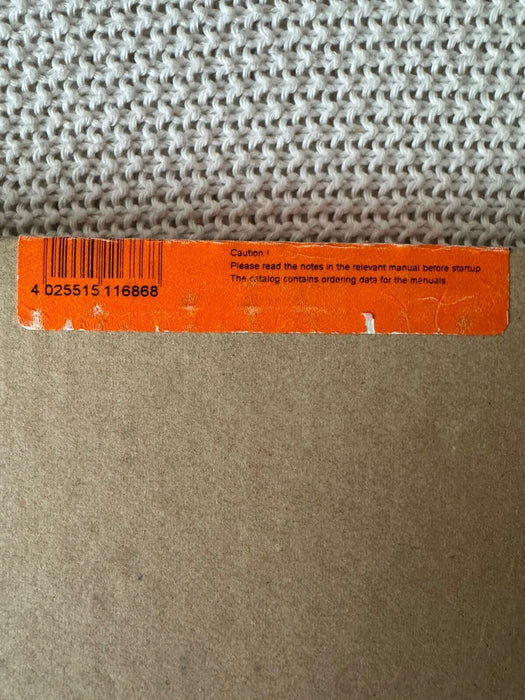 4 025515 116868
Caution !
Please read the notes in the relevant manual before startup
The catalog contains ordering data for the manuals.